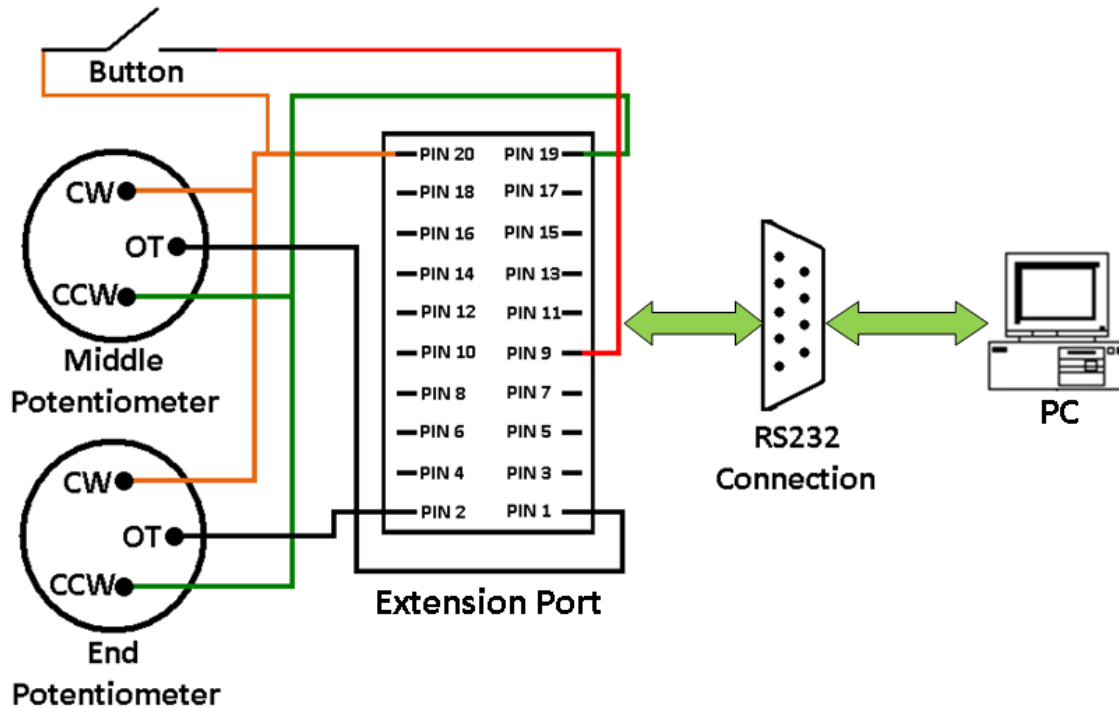 Button
CW
OT
CCW
Middle
Potentiometer
CW
OT
CCW
End
Potentiometer
PIN 20 PIN 19
PIN 18 PIN 17
PIN 16 PIN 15
PIN 14 PIN 13
PIN 12 PIN 11
PIN 10 PIN 9
PIN 8 PIN 7
PIN 6 PIN 5
PIN 4 PIN 3
PIN 2 PIN 1
Extension Port
RS232
Connection
PC